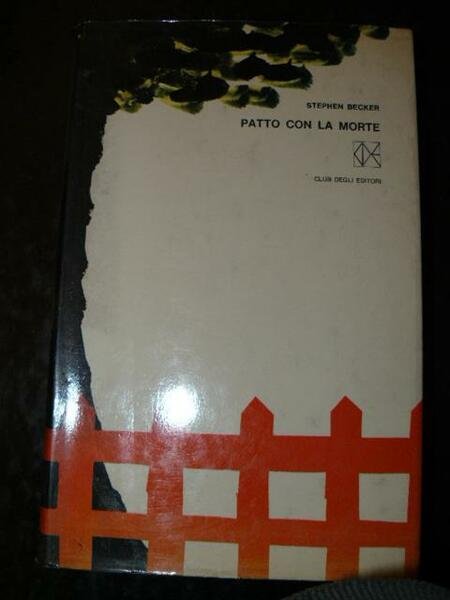 STEPHEN BECKER
PATTO CON LA MORTE
CLUB DEGLI EDITORI